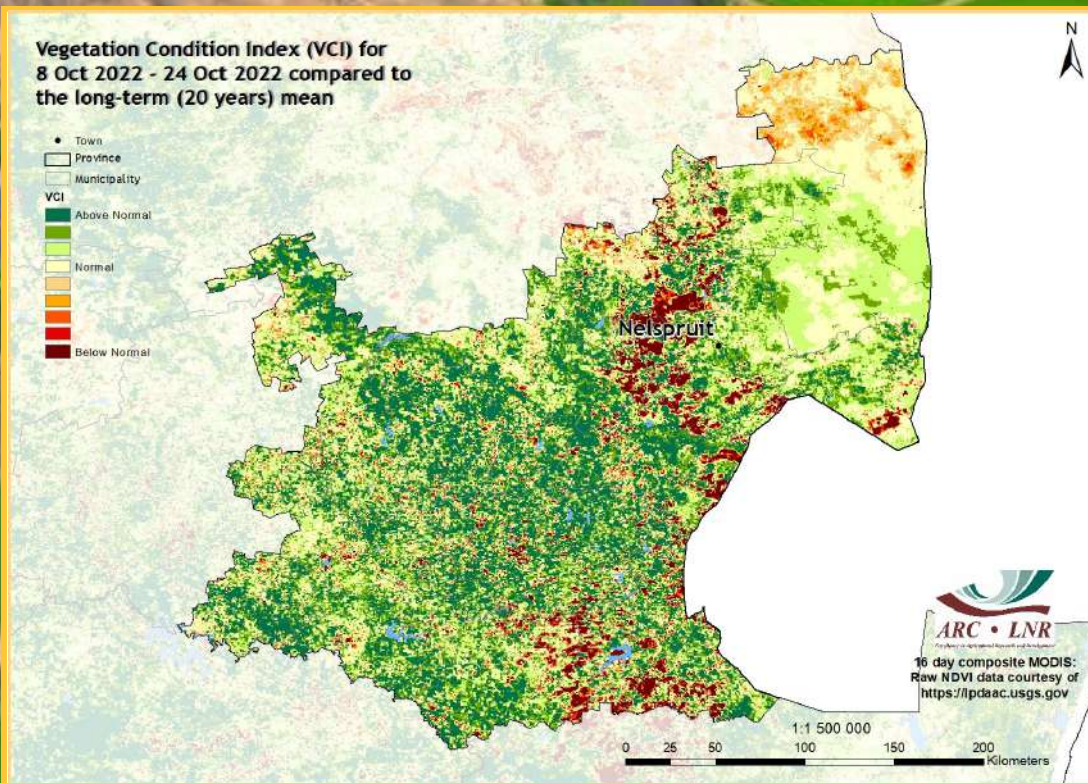 Vegetation Condition Index (VCI) for
8 Oct 2022 - 24 Oct 2022 compared to
the long-term (20 years) mean
N
Town
Province
Municipality
VCI
Above Normal
Normal
Below Normal
Nelspruit
ARC • LNR
16 day composite MODIS:
Raw NDVI data courtesy of
https://lpdaac.usgs.gov
1:1 500 000
0 25 50 100 150 200
Kilometers